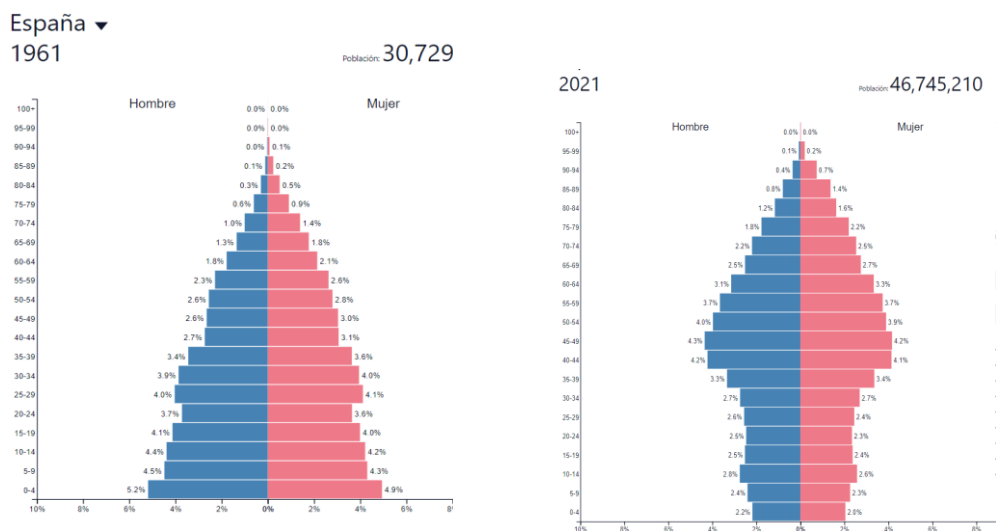 España
1961
Población: 30,729
Hombre Mujer
100+ 0.0% 0.0%
95-99 0.0% 0.0%
90-94 0.0% 0.1%
85-89 0.1% 0.2%
80-84 0.3% 0.5%
75-79 0.6% 0.9%
70-74 1.0% 1.4%
65-69 1.3% 1.8%
60-64 1.8% 2.1%
55-59 2.3% 2.6%
50-54 2.6% 2.8%
45-49 2.6% 3.0%
40-44 2.7% 3.1%
35-39 3.4% 3.6%
30-34 3.9% 4.0%
25-29 4.0% 4.1%
20-24 3.7% 3.6%
15-19 4.1% 4.0%
10-14 4.4% 4.2%
5-9 4.5% 4.3%
0-4 5.2% 4.9%
10% 8% 6% 4% 2% 0% 2% 4% 6% 8%
2021
Población: 46,745,210
Hombre Mujer
100+ 0.0% 0.0%
95-99 0.1% 0.2%
90-94 0.4% 0.7%
85-89 0.8% 1.4%
80-84 1.2% 1.6%
75-79 1.8% 2.2%
70-74 2.2% 2.5%
65-69 2.5% 2.7%
60-64 3.1% 3.3%
55-59 3.7% 3.7%
50-54 4.0% 3.9%
45-49 4.3% 4.2%
40-44 4.2% 4.1%
35-39 3.3% 3.4%
30-34 2.7% 2.7%
25-29 2.6% 2.4%
20-24 2.5% 2.3%
15-19 2.5% 2.4%
10-14 2.8% 2.6%
5-9 2.4% 2.3%
0-4 2.2% 2.0%
10% 8% 6% 4% 2% 0% 2% 4% 6% 8%